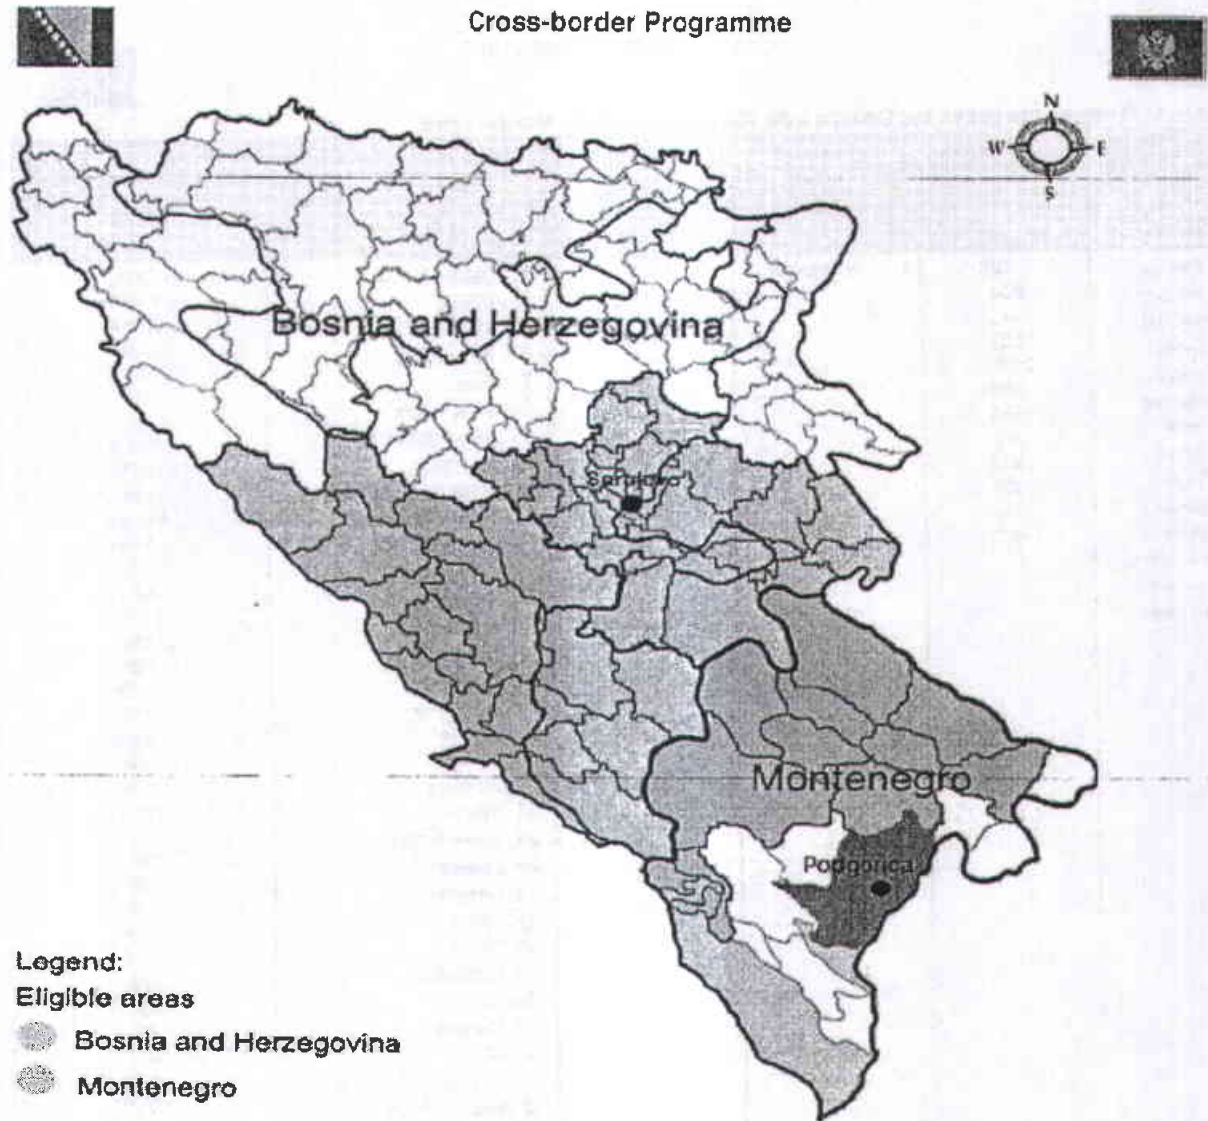 Cross-border Programme
N
W E
S
Bosnia and Herzegovina
Sarajevo
Montenegro
Podgorica
Legend:
Eligible areas
Bosnia and Herzegovina
Montenegro